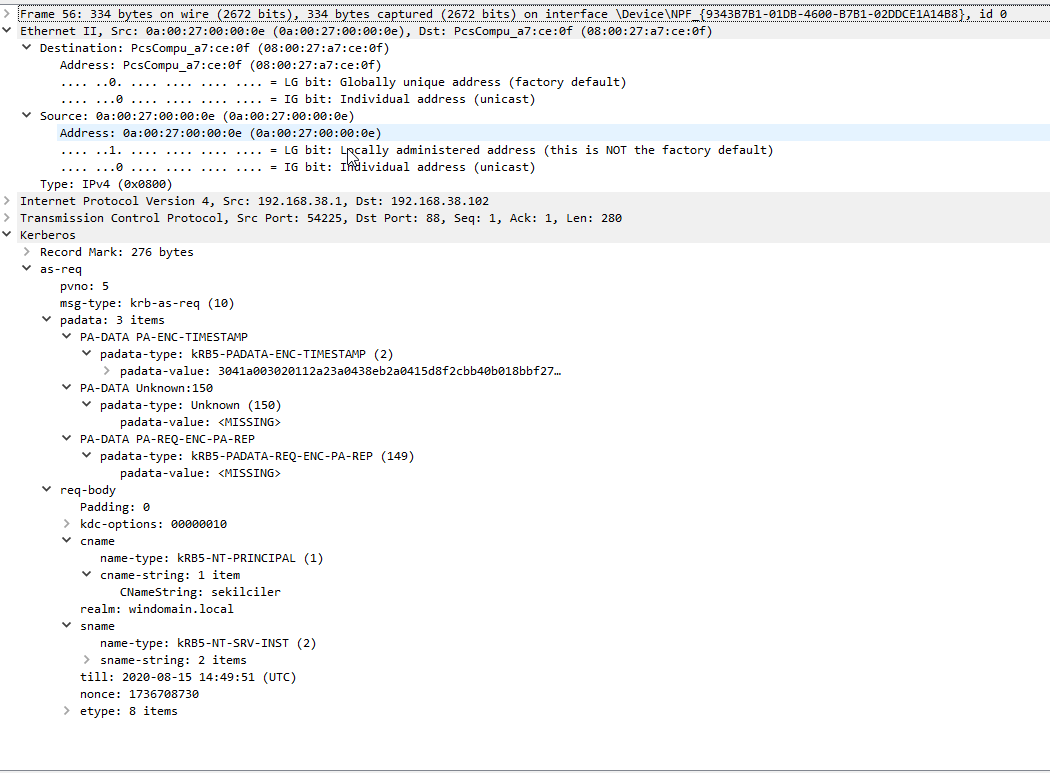 Frame 56: 334 bytes on wire (2672 bits), 334 bytes captured (2672 bits) on interface \Device\NPF_{9343B7B1-01DB-4600-B7B1-02DDCE1A14B8}, id 0
Ethernet II, Src: 0a:00:27:00:00:0e (0a:00:27:00:00:0e), Dst: PcsCompu_a7:ce:0f (08:00:27:a7:ce:0f)
Destination: PcsCompu_a7:ce:0f (08:00:27:a7:ce:0f)
Address: PcsCompu_a7:ce:0f (08:00:27:a7:ce:0f)
.... ..0. .... .... .... .... = LG bit: Globally unique address (factory default)
.... ...0 .... .... .... .... = IG bit: Individual address (unicast)
Source: 0a:00:27:00:00:0e (0a:00:27:00:00:0e)
Address: 0a:00:27:00:00:0e (0a:00:27:00:00:0e)
.... ..1. .... .... .... .... = LG bit: Locally administered address (this is NOT the factory default)
.... ...0 .... .... .... .... = IG bit: Individual address (unicast)
Type: IPv4 (0x0800)
Internet Protocol Version 4, Src: 192.168.38.1, Dst: 192.168.38.102
Transmission Control Protocol, Src Port: 54225, Dst Port: 88, Seq: 1, Ack: 1, Len: 280
Kerberos
Record Mark: 276 bytes
as-req
pvno: 5
msg-type: krb-as-req (10)
padata: 3 items
PA-DATA PA-ENC-TIMESTAMP
padata-type: kRB5-PADATA-ENC-TIMESTAMP (2)
padata-value: 3041a003020112a23a0438eb2a0415d8f2cbb40b018bbf27…
PA-DATA Unknown:150
padata-type: Unknown (150)
padata-value: <MISSING>
PA-DATA PA-REQ-ENC-PA-REP
padata-type: kRB5-PADATA-REQ-ENC-PA-REP (149)
padata-value: <MISSING>
req-body
Padding: 0
kdc-options: 00000010
cname
name-type: kRB5-NT-PRINCIPAL (1)
cname-string: 1 item
CNameString: sekilciler
realm: windomain.local
sname
name-type: kRB5-NT-SRV-INST (2)
sname-string: 2 items
till: 2020-08-15 14:49:51 (UTC)
nonce: 1736708730
etype: 8 items